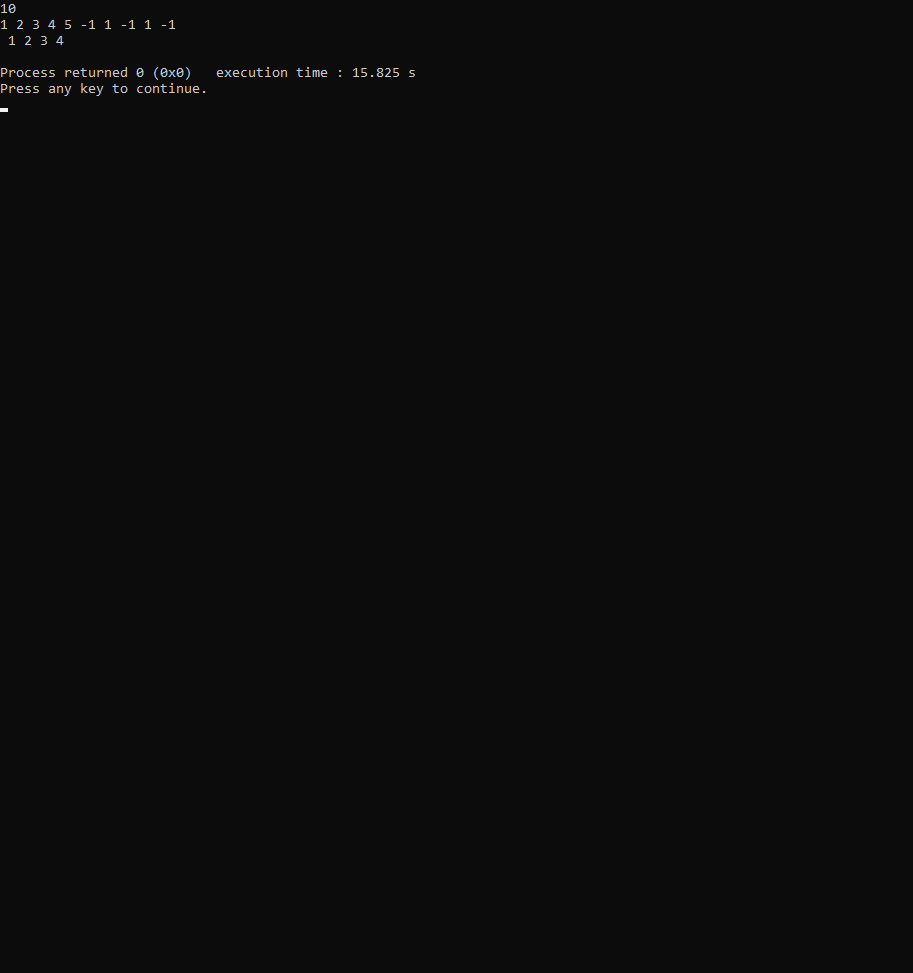 10
1 2 3 4 5 -1 1 -1 1 -1
 1 2 3 4
Process returned 0 (0x0)   execution time : 15.825 s
Press any key to continue.